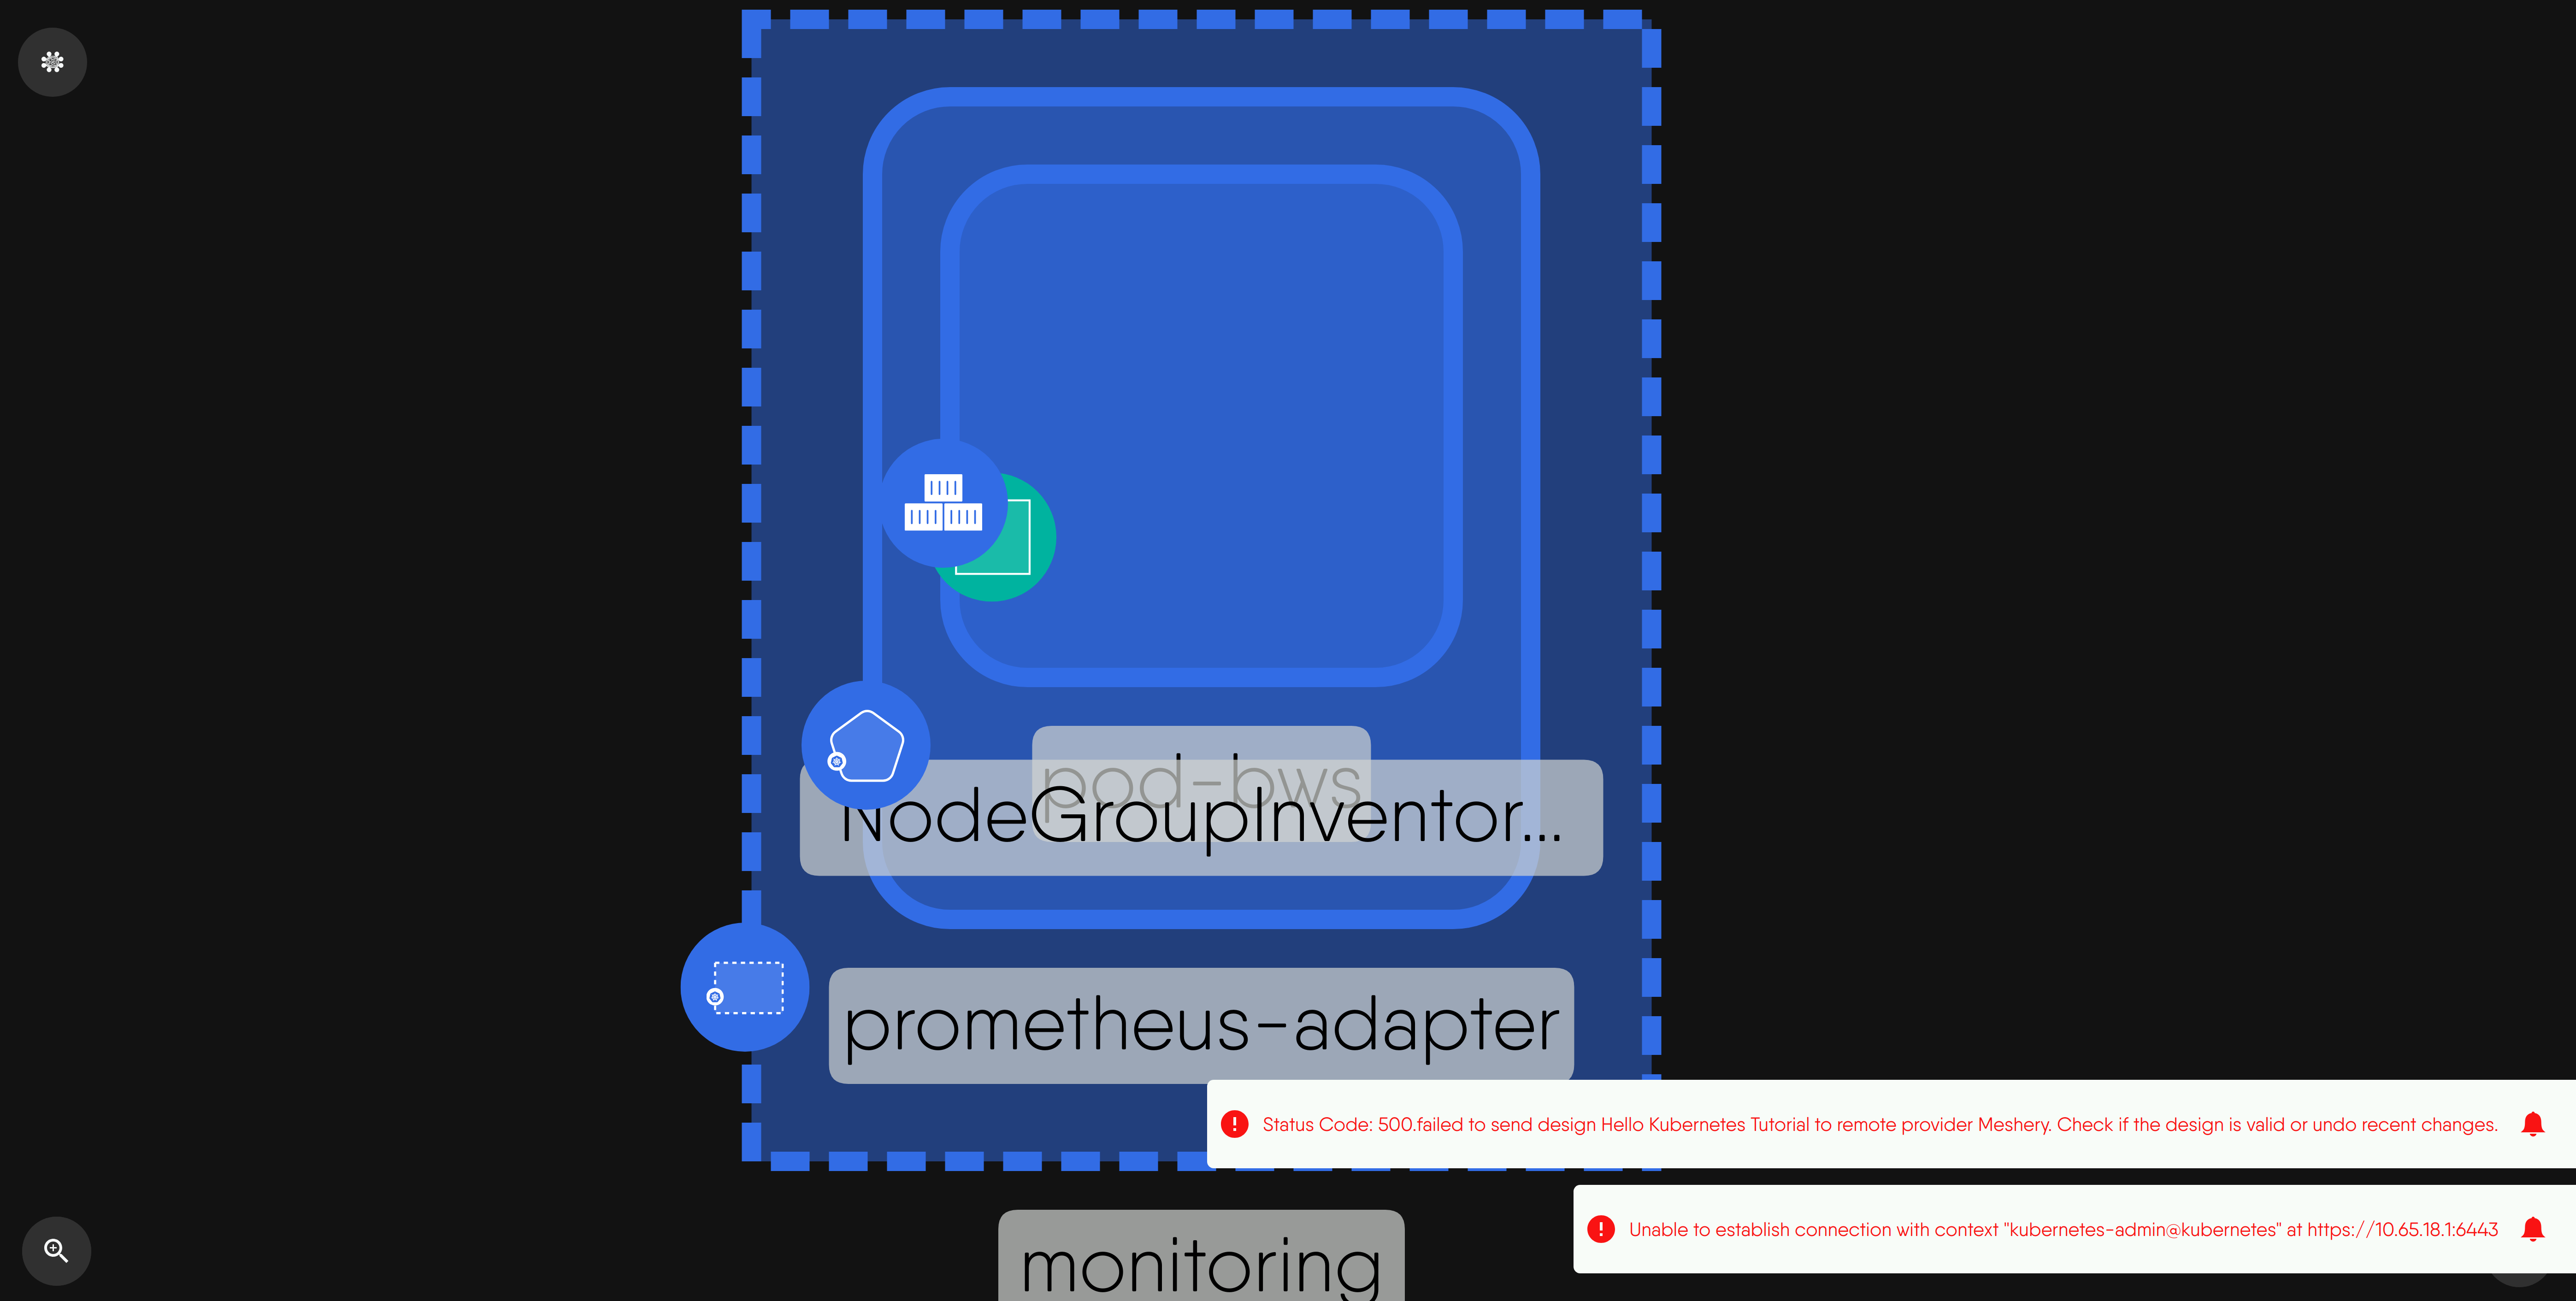 pod-bws
NodeGroupInventor...
prometheus-adapter
Status Code: 500.failed to send design Hello Kubernetes Tutorial to remote provider Meshery. Check if the design is valid or undo recent changes.
Unable to establish connection with context "kubernetes-admin@kubernetes" at https://10.65.18.1:6443
monitoring